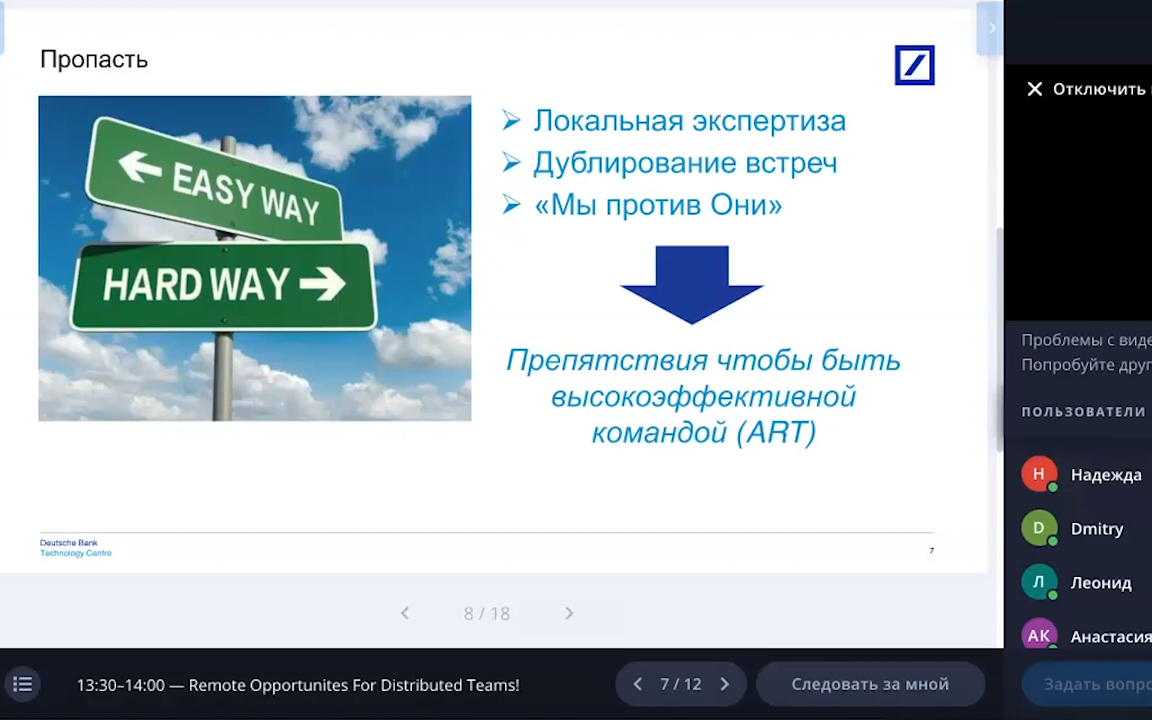 Пропасть
← EASY WAY
HARD WAY →
Локальная экспертиза
Дублирование встреч
«Мы против Они»
Препятствия чтобы быть
высокоэффективной
командой (ART)
Deutsche Bank
Technology Centre
7
8 / 18
13:30–14:00 — Remote Opportunites For Distributed Teams!
7 / 12
Следовать за мной
Отключить
Проблемы с виде
Попробуйте друг
ПОЛЬЗОВАТЕЛИ
Н Надежда
D Dmitry
Л Леонид
АК Анастасия
Задать вопро